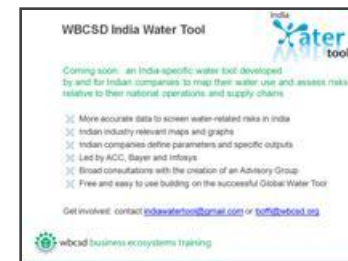 WBCSD India Water Tool
india
water
tool
Coming soon: an India-specific water tool developed
by and for Indian companies to map their water use and assess risks
relative to their national operations and supply chains
More accurate data to screen water-related risks in India
Indian industry relevant maps and graphs
Indian companies define parameters and specific outputs
Led by ACC, Bayer and Infosys
Broad consultations with the creation of an Advisory Group
Free and easy to use building on the successful Global Water Tool
Get involved: contact indiawatertool@gmail.com or boffi@wbcsd.org
wbcsd business ecosystems training